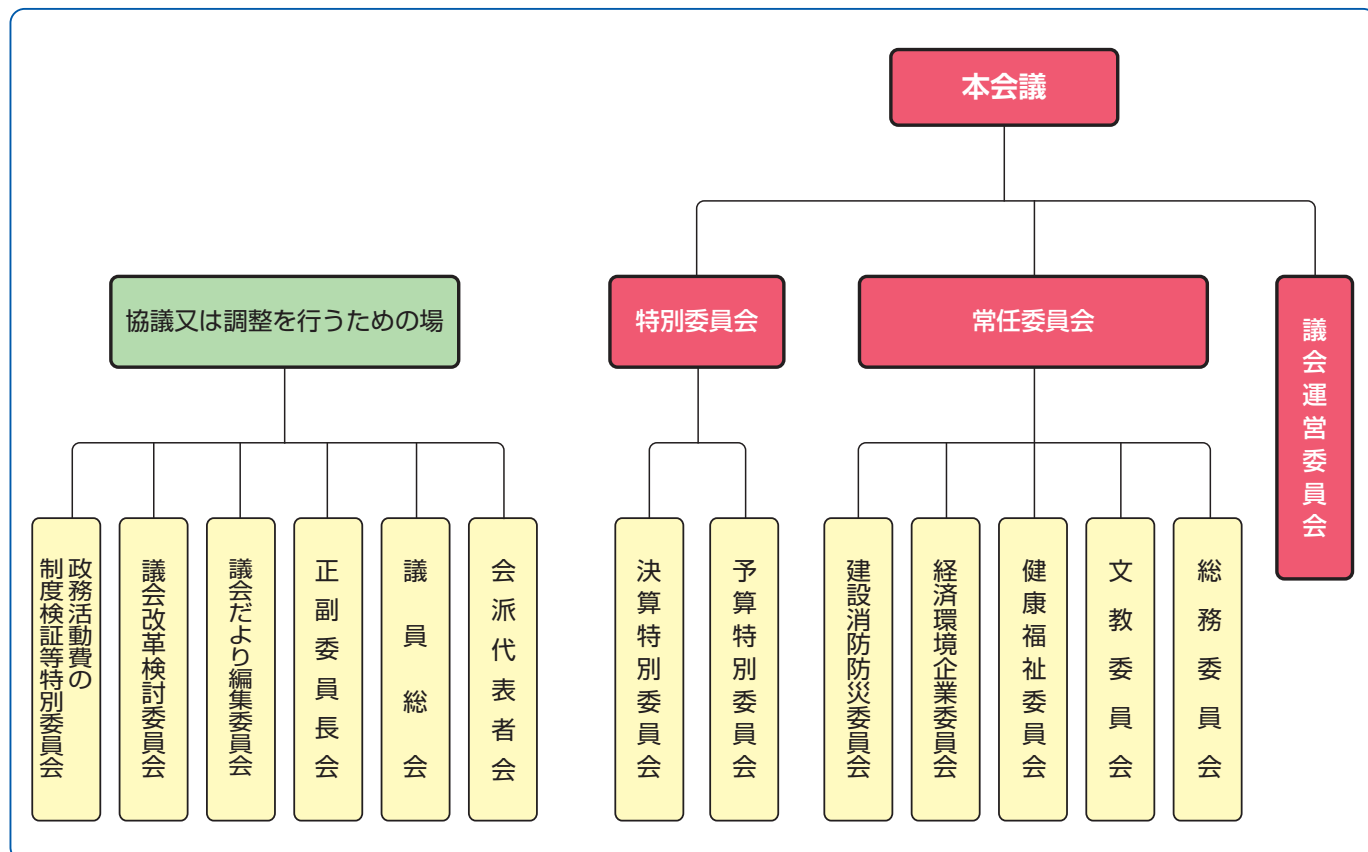 本会議
協議又は調整を行うための場
特別委員会
常任委員会
議会運営委員会
政務活動費の
制度検証等特別委員会
議会改革検討委員会
議会だより編集委員会
正副委員長会
議員総会
会派代表者会
決算特別委員会
予算特別委員会
建設消防防災委員会
経済環境企業委員会
健康福祉委員会
文教委員会
総務委員会